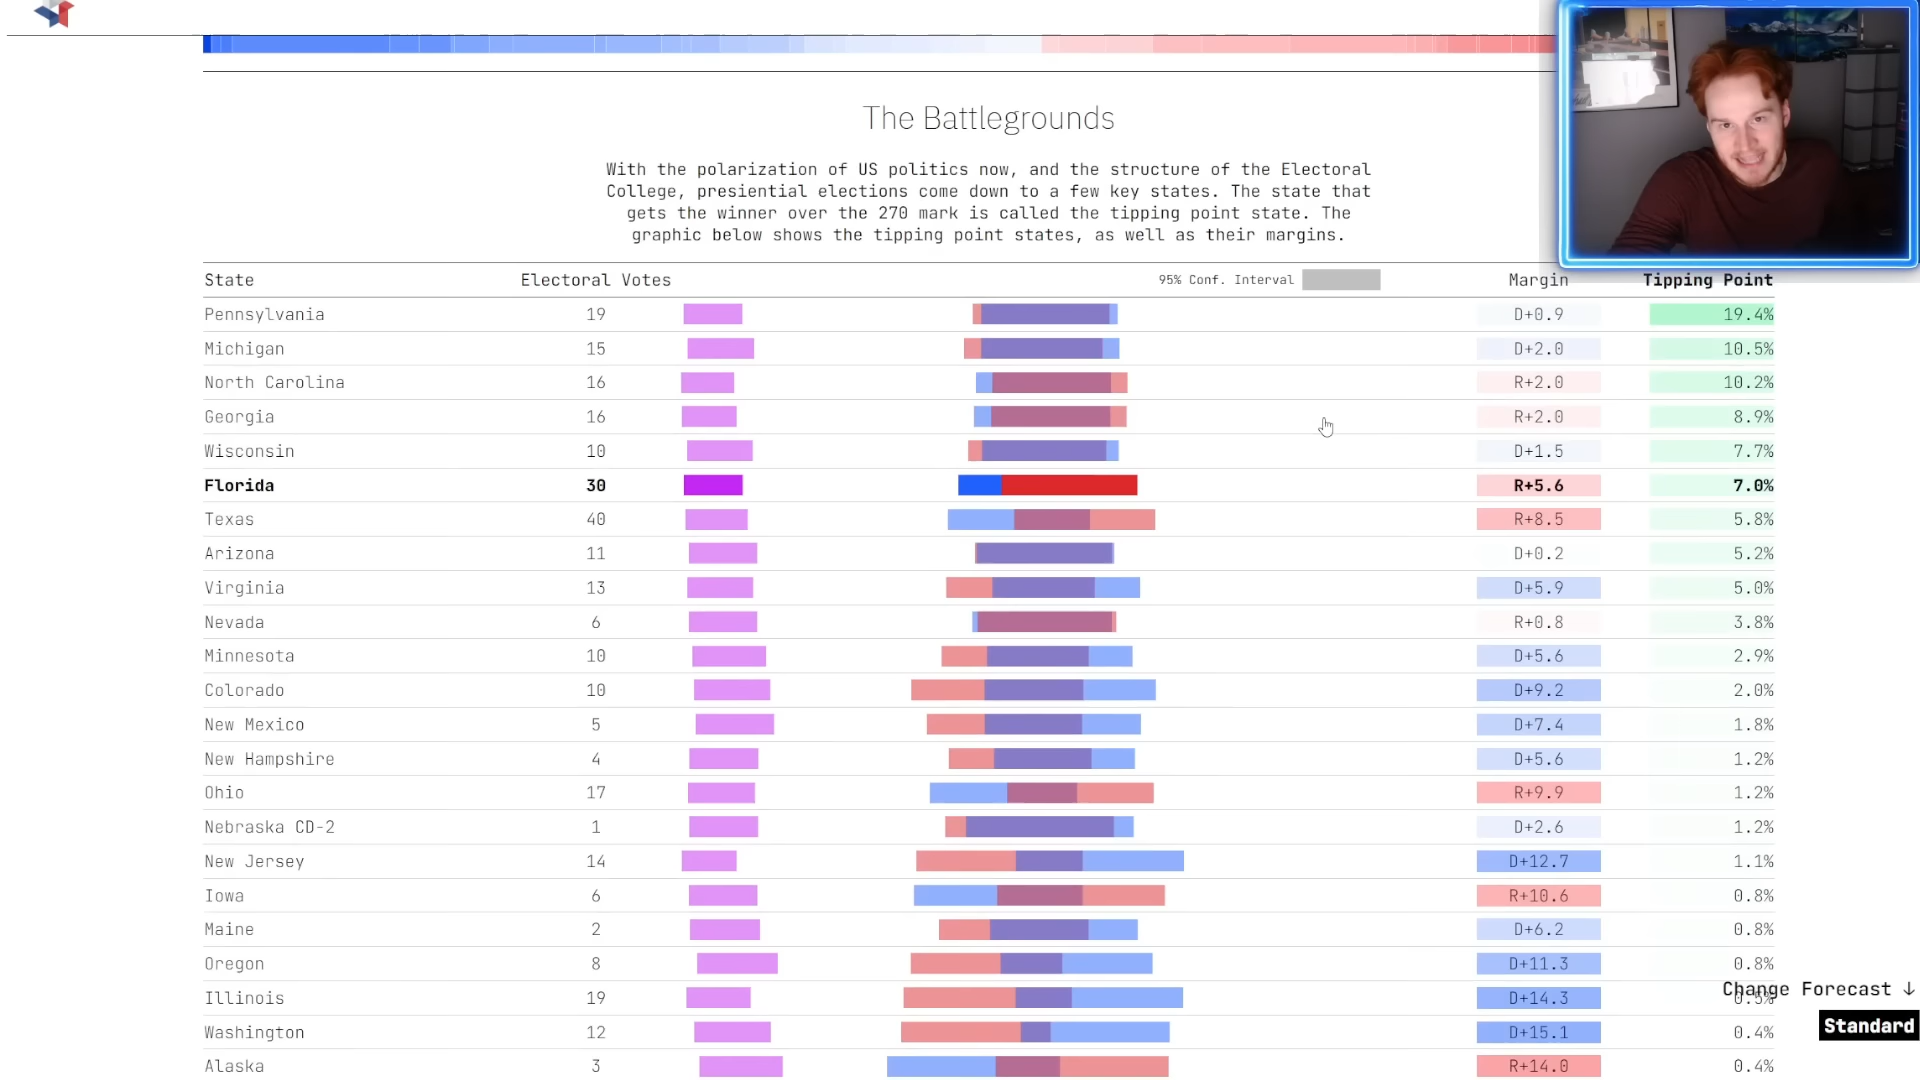 The Battlegrounds
With the polarization of US politics now, and the structure of the Electoral
College, presiential elections come down to a few key states. The state that
gets the winner over the 270 mark is called the tipping point state. The
graphic below shows the tipping point states, as well as their margins.
State Electoral Votes 95% Conf. Interval Margin Tipping Point
Pennsylvania 19 D+0.9 19.4%
Michigan 15 D+2.0 10.5%
North Carolina 16 R+2.0 10.2%
Georgia 16 R+2.0 8.9%
Wisconsin 10 D+1.5 7.7%
Florida 30 R+5.6 7.0%
Texas 40 R+8.5 5.8%
Arizona 11 D+0.2 5.2%
Virginia 13 D+5.9 5.0%
Nevada 6 R+0.8 3.8%
Minnesota 10 D+5.6 2.9%
Colorado 10 D+9.2 2.0%
New Mexico 5 D+7.4 1.8%
New Hampshire 4 D+5.6 1.2%
Ohio 17 R+9.9 1.2%
Nebraska CD-2 1 D+2.6 1.2%
New Jersey 14 D+12.7 1.1%
Iowa 6 R+10.6 0.8%
Maine 2 D+6.2 0.8%
Oregon 8 D+11.3 0.8%
Change Forecast ↓
Illinois 19 D+14.3 0.5%
Standard
Washington 12 D+15.1 0.4%
Alaska 3 R+14.0 0.4%